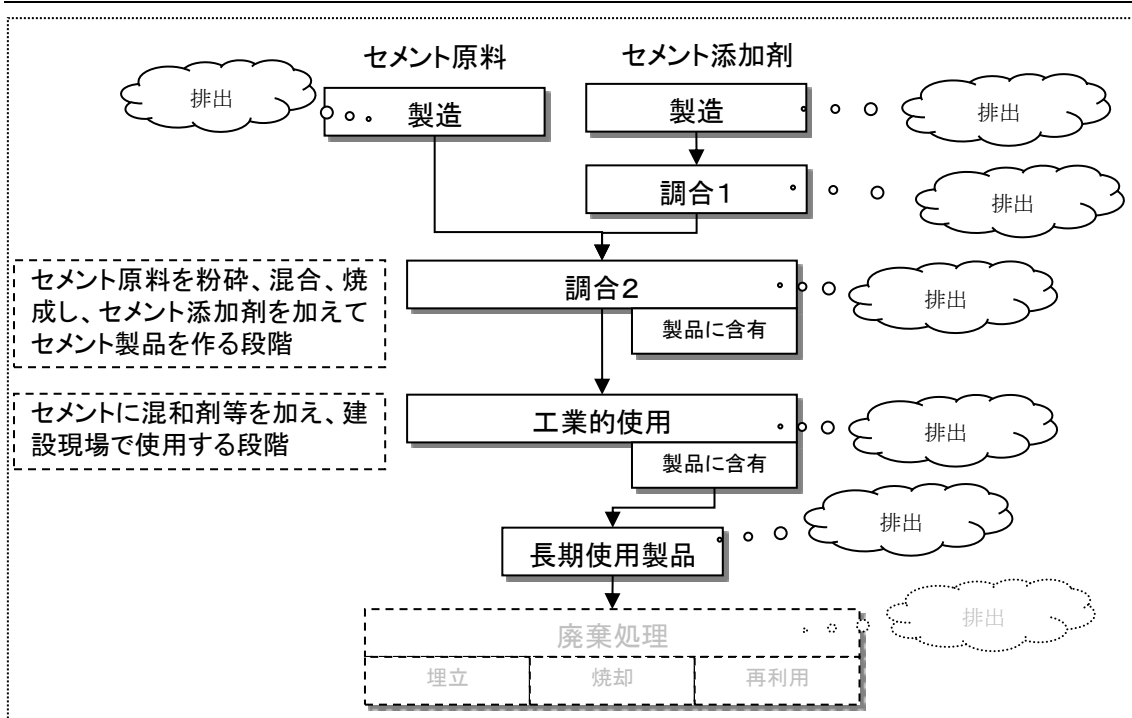 セメント原料
セメント添加剤
排出
製造
製造
排出
調合１
排出
セメント原料を粉砕、混合、焼
成し、セメント添加剤を加えて
セメント製品を作る段階
調合２
排出
製品に含有
セメントに混和剤等を加え、建
設現場で使用する段階
工業的使用
排出
製品に含有
長期使用製品
排出
廃棄処理
排出
埋立
焼却
再利用